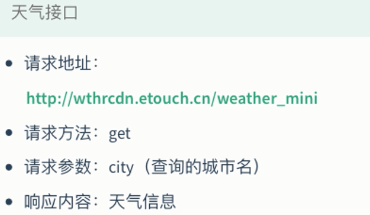 天气接口
请求地址：
http://wthrcdn.etouch.cn/weather_mini
请求方法：get
请求参数：city（查询的城市名）
响应内容：天气信息